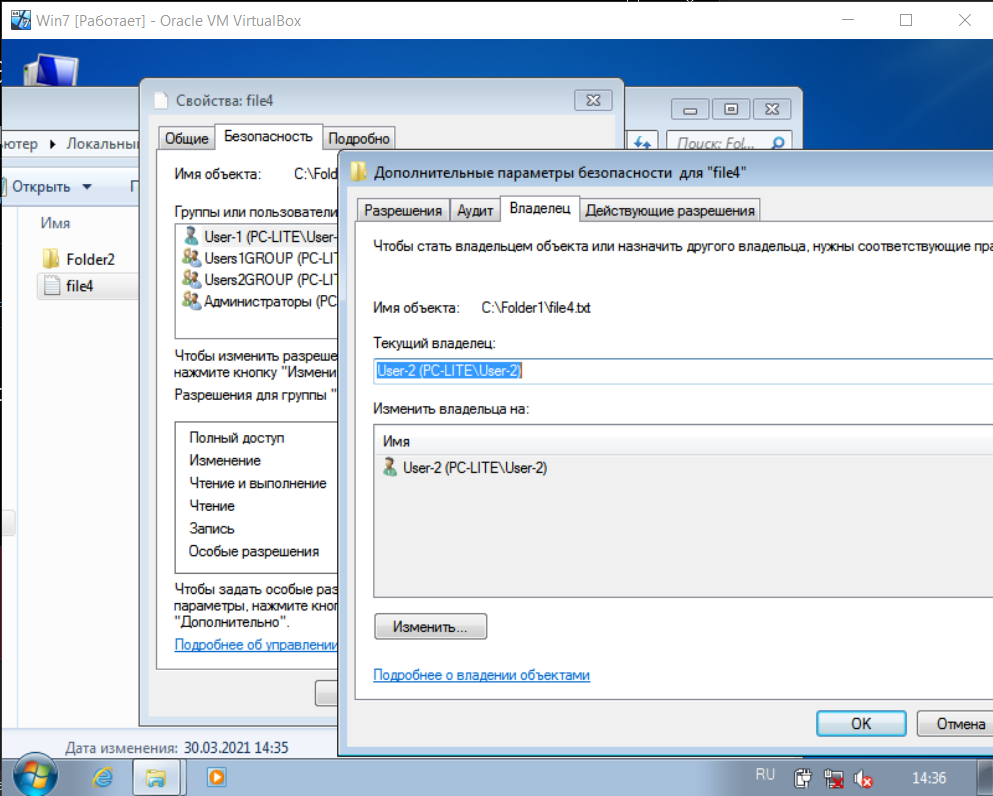 Win7 [Работает] - Oracle VM VirtualBox
Свойства: file4
Общие
Безопасность
Подробно
Локальны
Поиск: Fol...
Открыть
Имя
Folder2
file4
Имя объекта: C:\Fold
Группы или пользователи
User-1 (PC-LITE\User-
Users1GROUP (PC-LIT
Users2GROUP (PC-LIT
Администраторы (PC
Чтобы изменить разреше
нажмите кнопку "Измени
Разрешения для группы "
Полный доступ
Изменение
Чтение и выполнение
Чтение
Запись
Особые разрешения
Чтобы задать особые раз
параметры, нажмите кноп
"Дополнительно".
Подробнее об управлении
Дополнительные параметры безопасности для "file4"
Разрешения
Аудит
Владелец
Действующие разрешения
Чтобы стать владельцем объекта или назначить другого владельца, нужны соответствующие пра
Имя объекта: C:\Folder1\file4.txt
Текущий владелец:
User-2 (PC-LITE\User-2)
Изменить владельца на:
Имя
User-2 (PC-LITE\User-2)
Изменить...
Подробнее о владении объектами
OK
Отмена
Дата изменения: 30.03.2021 14:35
RU
14:36